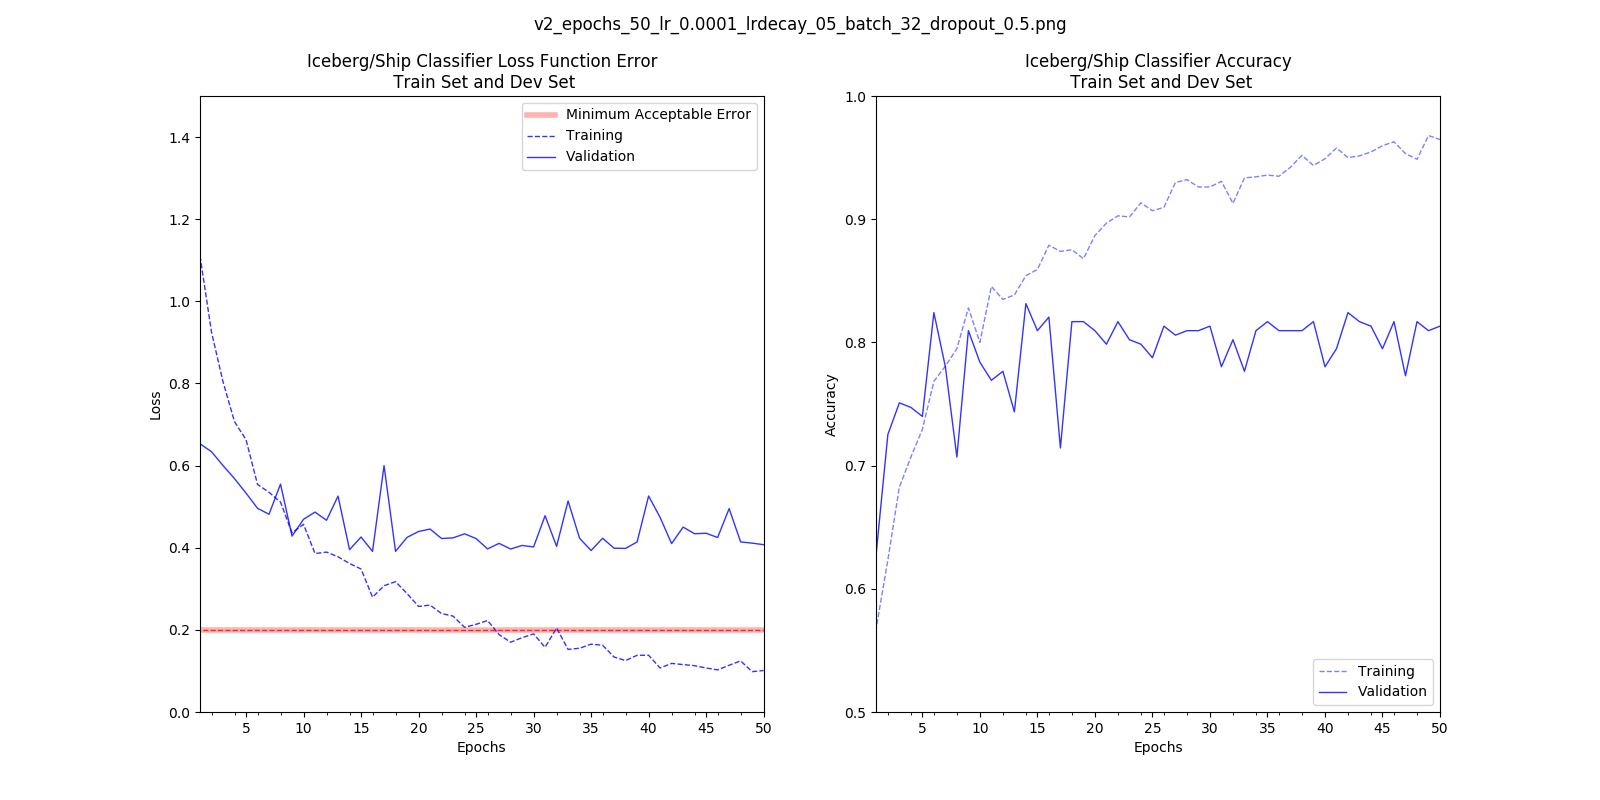 v2_epochs_50_lr_0.0001_lrdecay_05_batch_32_dropout_0.5.png
Iceberg/Ship Classifier Loss Function Error
Train Set and Dev Set
Minimum Acceptable Error
Training
Validation
1.4
1.2
1.0
0.8
0.6
0.4
0.2
0.0
Loss
5
10
15
20
25
30
35
40
45
50
Epochs
Iceberg/Ship Classifier Accuracy
Train Set and Dev Set
1.0
0.9
0.8
0.7
0.6
0.5
Accuracy
Training
Validation
5
10
15
20
25
30
35
40
45
50
Epochs